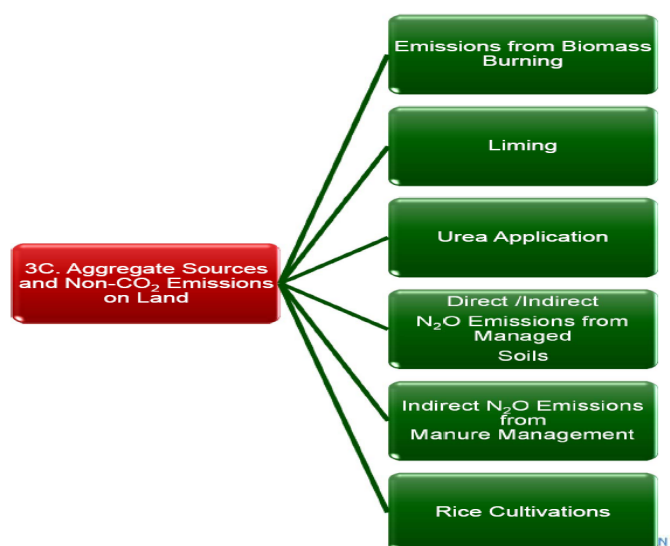 Emissions from Biomass
Burning
Liming
Urea Application
3C. Aggregate Sources
and Non-CO₂ Emissions
on Land
Direct /Indirect
N₂O Emissions from
Managed
Soils
Indirect N₂O Emissions
from
Manure Management
Rice Cultivations
N